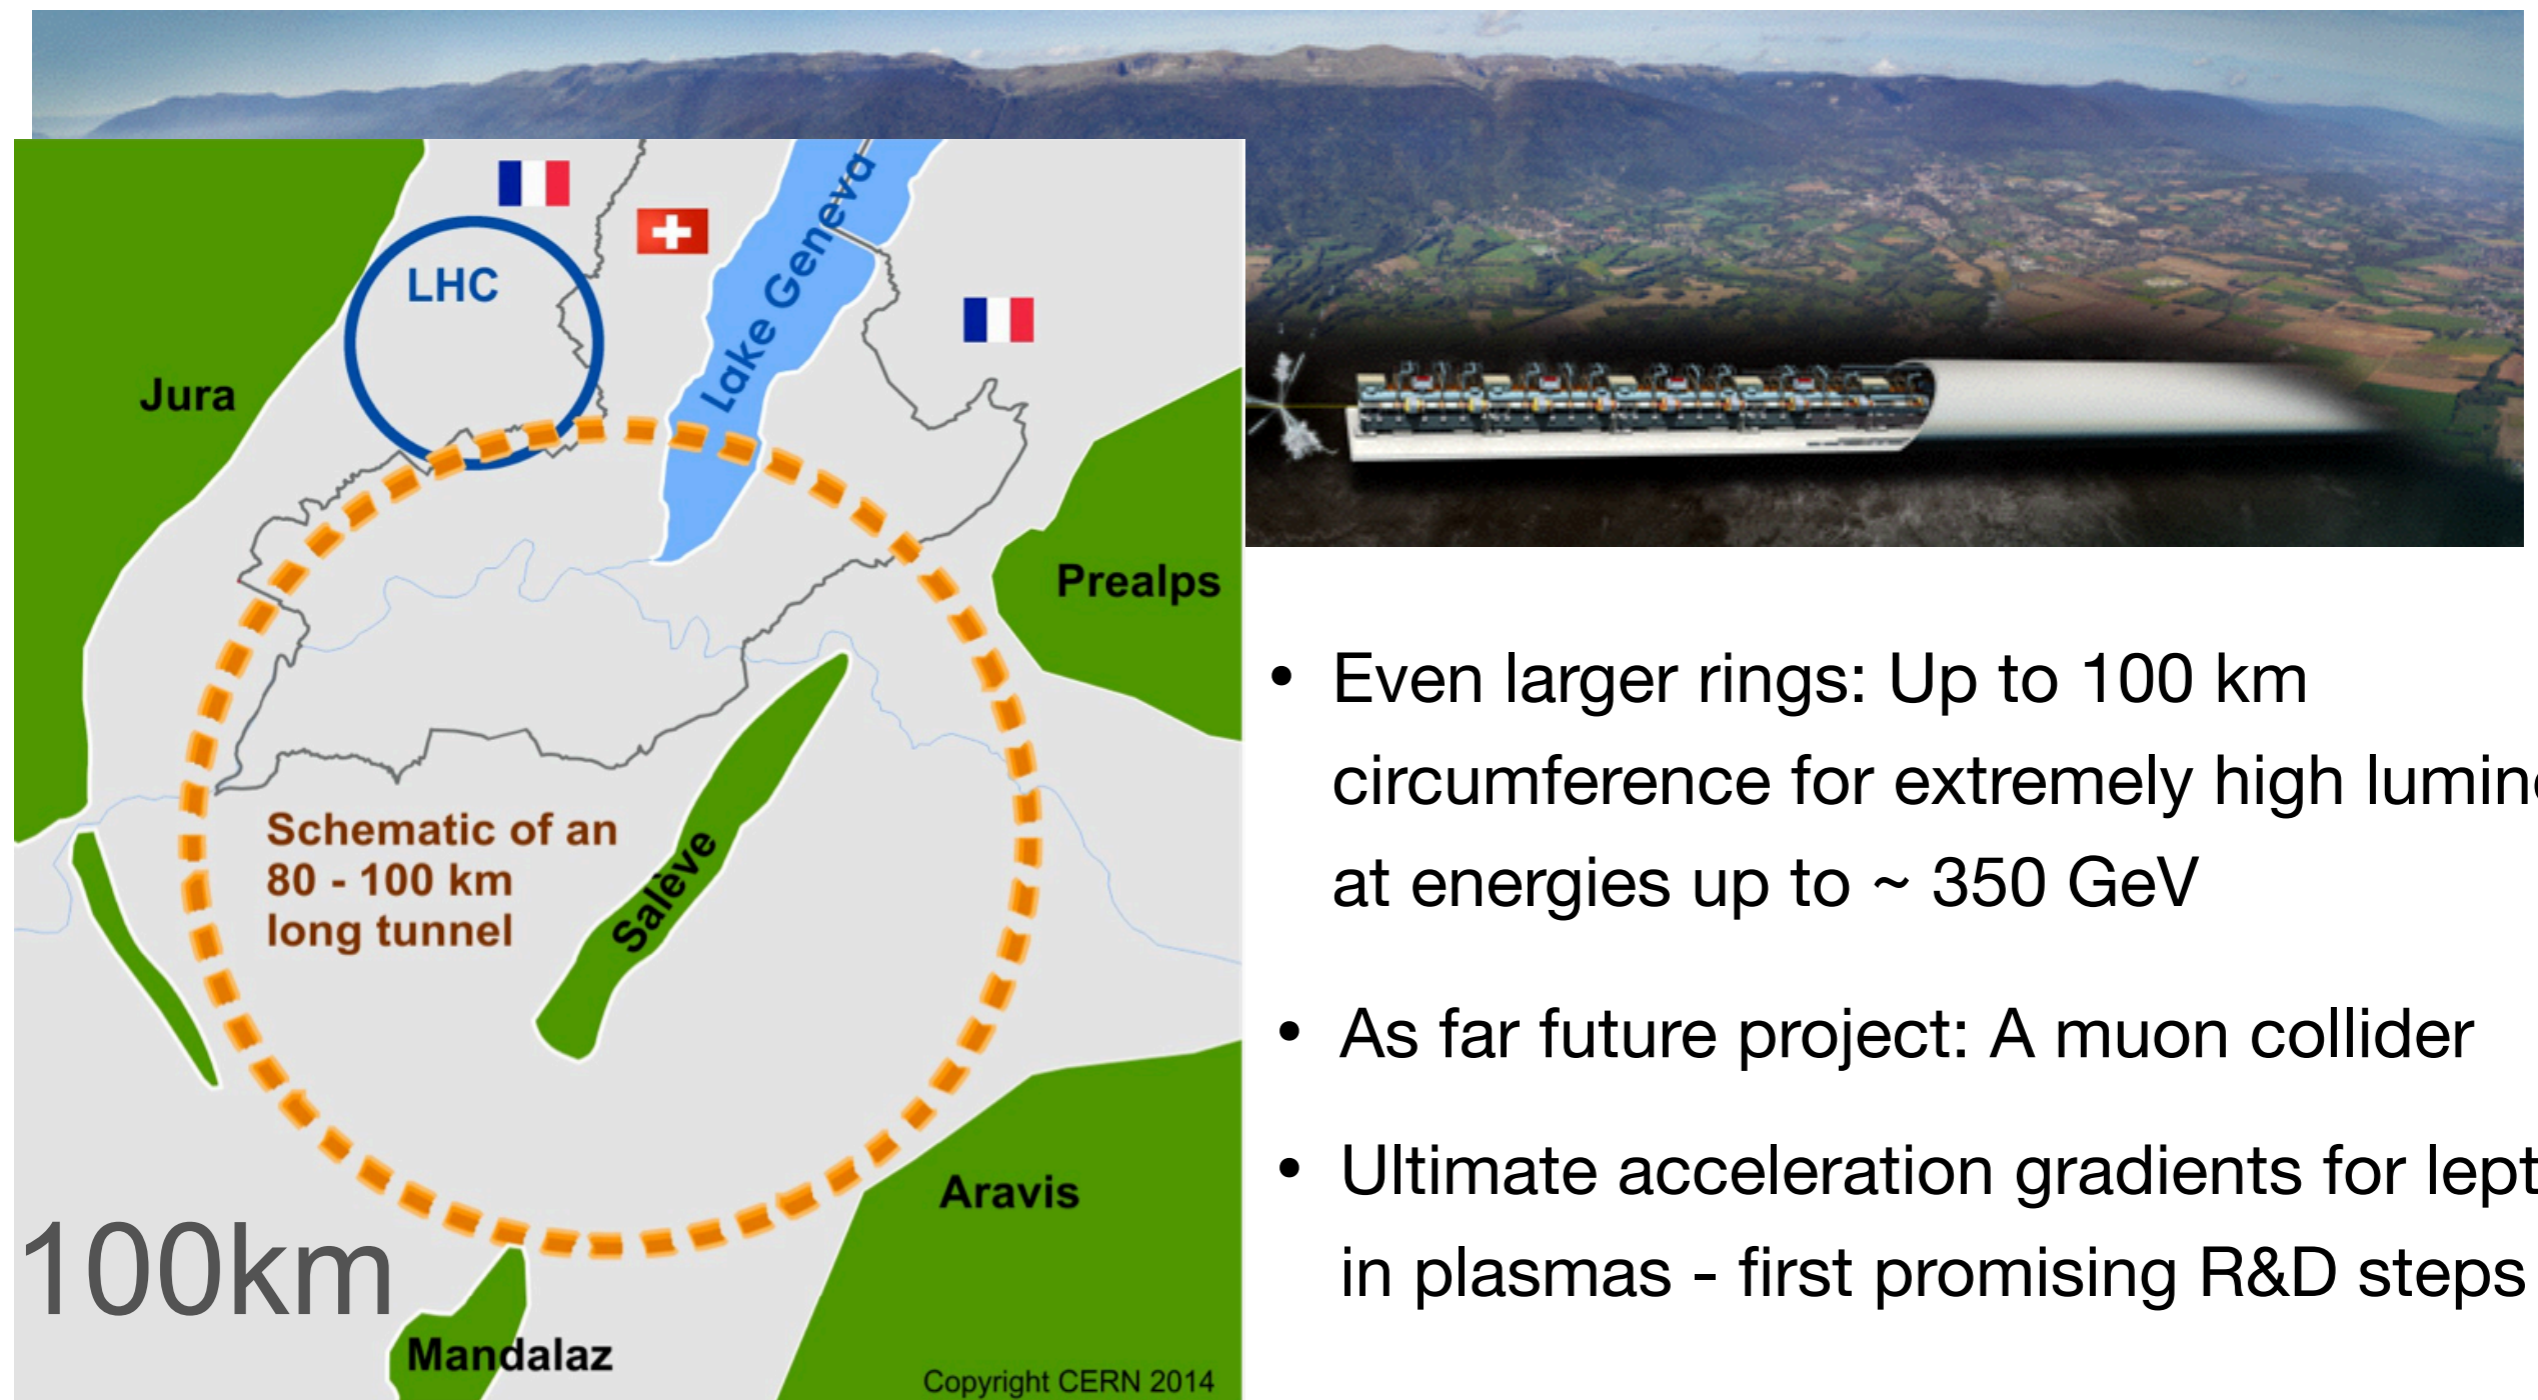 LHC
Lake Geneva
Jura
Prealps
Schematic of an
80 - 100 km
long tunnel
Salève
Aravis
100km
Mandalaz
Copyright CERN 2014
• Even larger rings: Up to 100 km
circumference for extremely high
at energies up to ~ 350 GeV
• As far future project: A muon collider
• Ultimate acceleration gradients for
in plasmas - first promising R&D steps